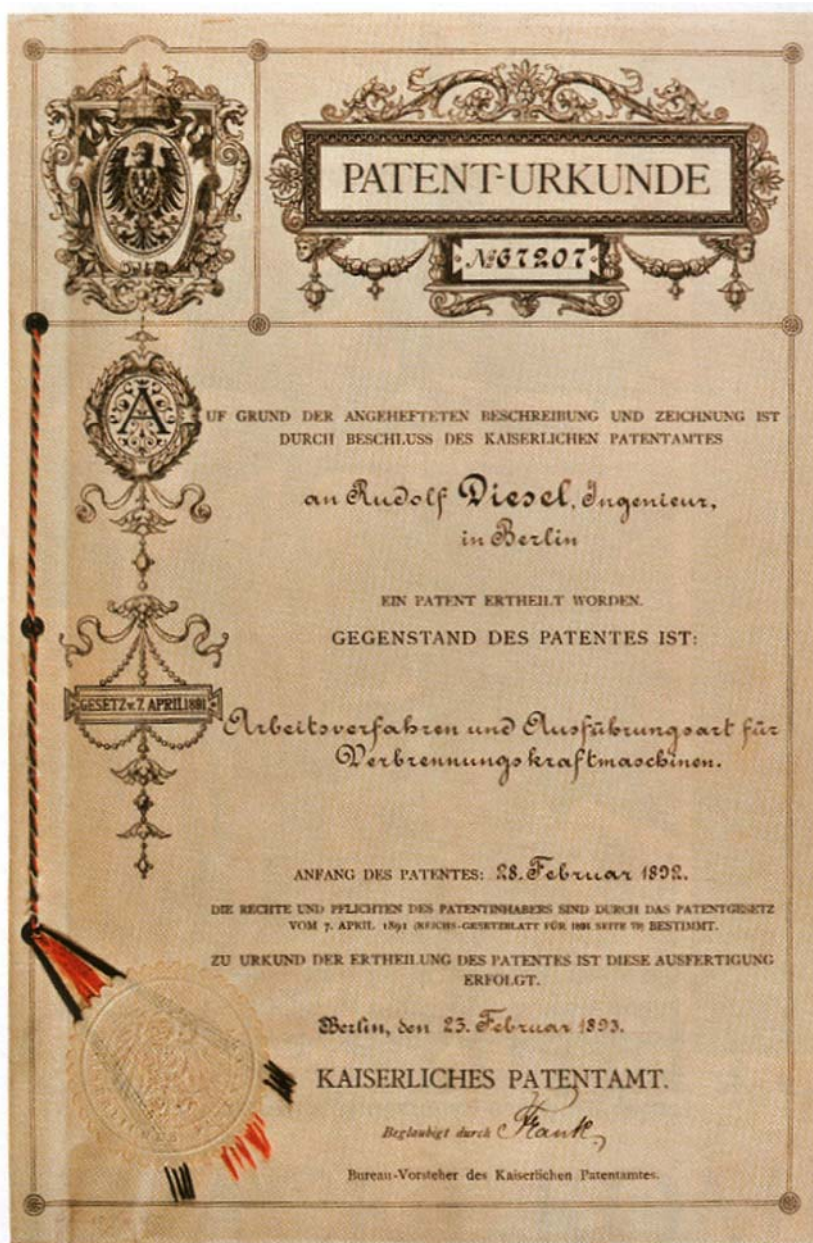 PATENT-URKUNDE
№ 67207
AUF GRUND DER ANGEHEFTETEN BESCHREIBUNG UND ZEICHNUNG IST
DURCH BESCHLUSS DES KAISERLICHEN PATENTAMTES
an Rudolf Diesel, Ingenieur,
in Berlin
EIN PATENT ERTHEILT WORDEN.
GEGENSTAND DES PATENTES IST:
GESETZ v. 7. APRIL 1891
Arbeitsverfahren und Ausführungsart für
Verbrennungskraftmaschinen.
ANFANG DES PATENTES: 28. Februar 1892.
DIE RECHTE UND PFLICHTEN DES PATENTINHABERS SIND DURCH DAS PATENTGESETZ
VOM 7. APRIL 1891 (REICHS-GESETZBLATT FÜR 1891 SEITE 79) BESTIMMT.
ZU URKUND DER ERTHEILUNG DES PATENTES IST DIESE AUSFERTIGUNG
ERFOLGT.
Berlin, den 23. Februar 1893.
KAISERLICHES PATENTAMT.
Beglaubigt durch
Bureau-Vorsteher des Kaiserlichen Patentamtes.